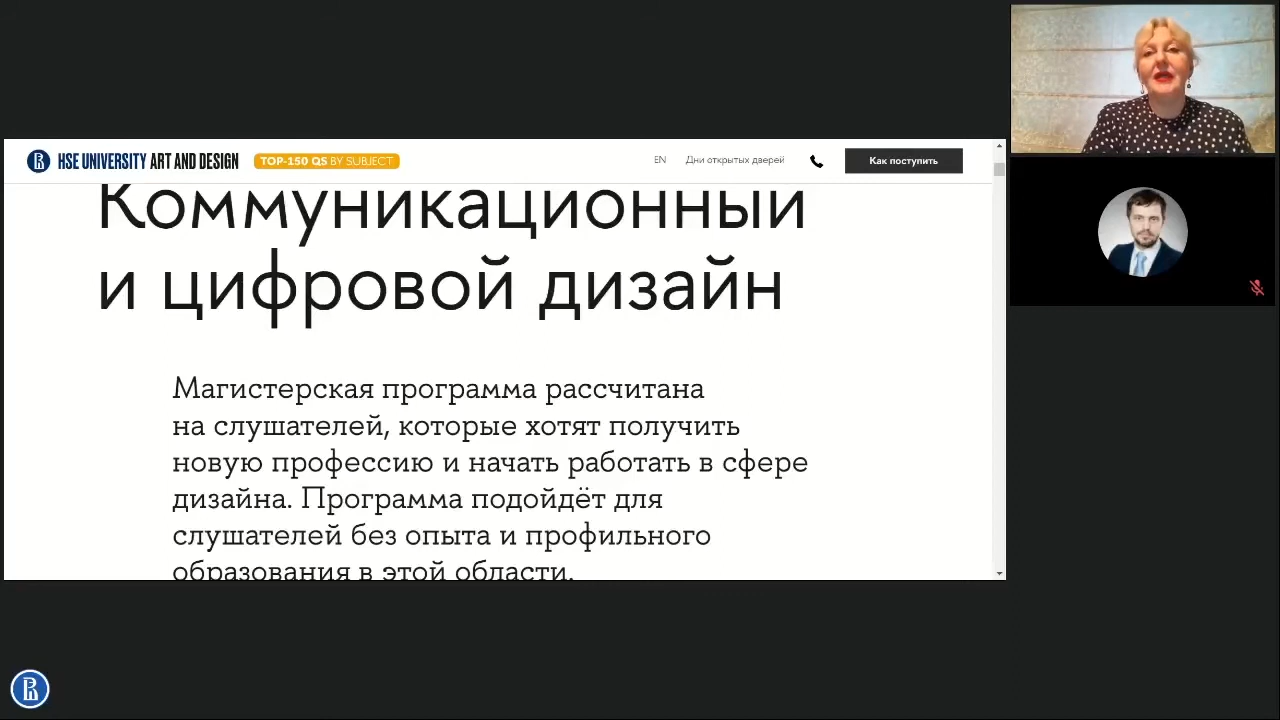 HSE UNIVERSITY ART AND DESIGN
TOP-150 QS BY SUBJECT
EN
Дни открытых дверей
Как поступить
Коммуникационный
и цифровой дизайн
Магистерская программа рассчитана
на слушателей, которые хотят получить
новую профессию и начать работать в сфере
дизайна. Программа подойдёт для
слушателей без опыта и профильного
образования в этой области.